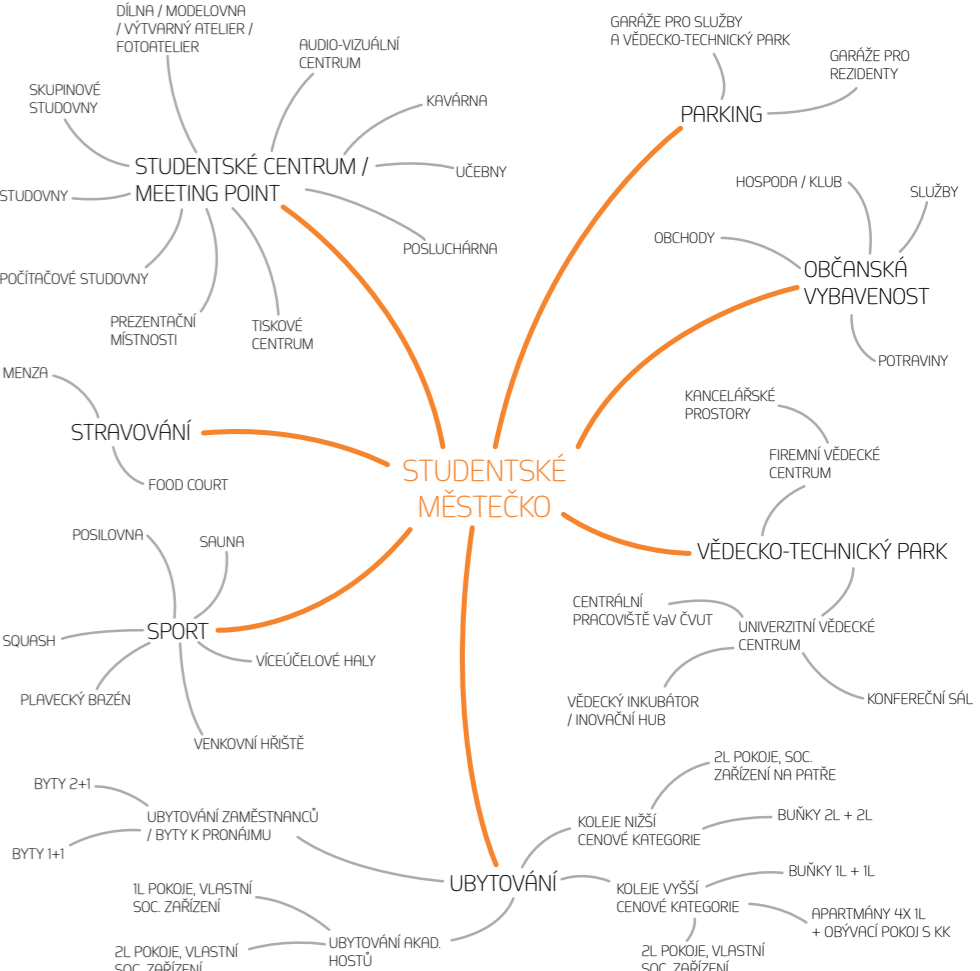 DÍLNA / MODELOVNA
/ VÝTVARNÝ ATELIER /
FOTOATELIER
AUDIO-VIZUÁLNÍ
CENTRUM
SKUPINOVÉ
STUDOVNY
KAVÁRNA
STUDENTSKÉ CENTRUM /
MEETING POINT
UČEBNY
STUDOVNY
POSLUCHÁRNA
POČÍTAČOVÉ STUDOVNY
PREZENTAČNÍ
MÍSTNOSTI
TISKOVÉ
CENTRUM
GARÁŽE PRO SLUŽBY
A VĚDECKO-TECHNICKÝ PARK
GARÁŽE PRO
REZIDENTY
PARKING
HOSPODA / KLUB
SLUŽBY
OBCHODY
OBČANSKÁ
VYBAVENOST
POTRAVINY
MENZA
STRAVOVÁNÍ
FOOD COURT
STUDENTSKÉ
MĚSTEČKO
KANCELÁŘSKÉ
PROSTORY
FIREMNÍ VĚDECKÉ
CENTRUM
VĚDECKO-TECHNICKÝ PARK
CENTRÁLNÍ
PRACOVIŠTĚ VaV ČVUT
UNIVERZITNÍ VĚDECKÉ
CENTRUM
VĚDECKÝ INKUBÁTOR
/ INOVAČNÍ HUB
KONFEREČNÍ SÁL
POSILOVNA
SAUNA
SQUASH
SPORT
VÍCEÚČELOVÉ HALY
PLAVECKÝ BAZÉN
VENKOVNÍ HŘIŠTĚ
BYTY 2+1
UBYTOVÁNÍ ZAMĚSTNANCŮ
/ BYTY K PRONÁJMU
BYTY 1+1
2L POKOJE, SOC.
ZAŘÍZENÍ NA PATŘE
KOLEJE NIŽŠÍ
CENOVÉ KATEGORIE
BUŇKY 2L + 2L
UBYTOVÁNÍ
BUŇKY 1L + 1L
KOLEJE VYŠŠÍ
CENOVÉ KATEGORIE
APARTMÁNY 4X 1L
+ OBÝVACÍ POKOJ S KK
1L POKOJE, VLASTNÍ
SOC. ZAŘÍZENÍ
UBYTOVÁNÍ AKAD.
HOSTŮ
2L POKOJE, VLASTNÍ
SOC. ZAŘÍZENÍ
2L POKOJE, VLASTNÍ
SOC. ZAŘÍZENÍ